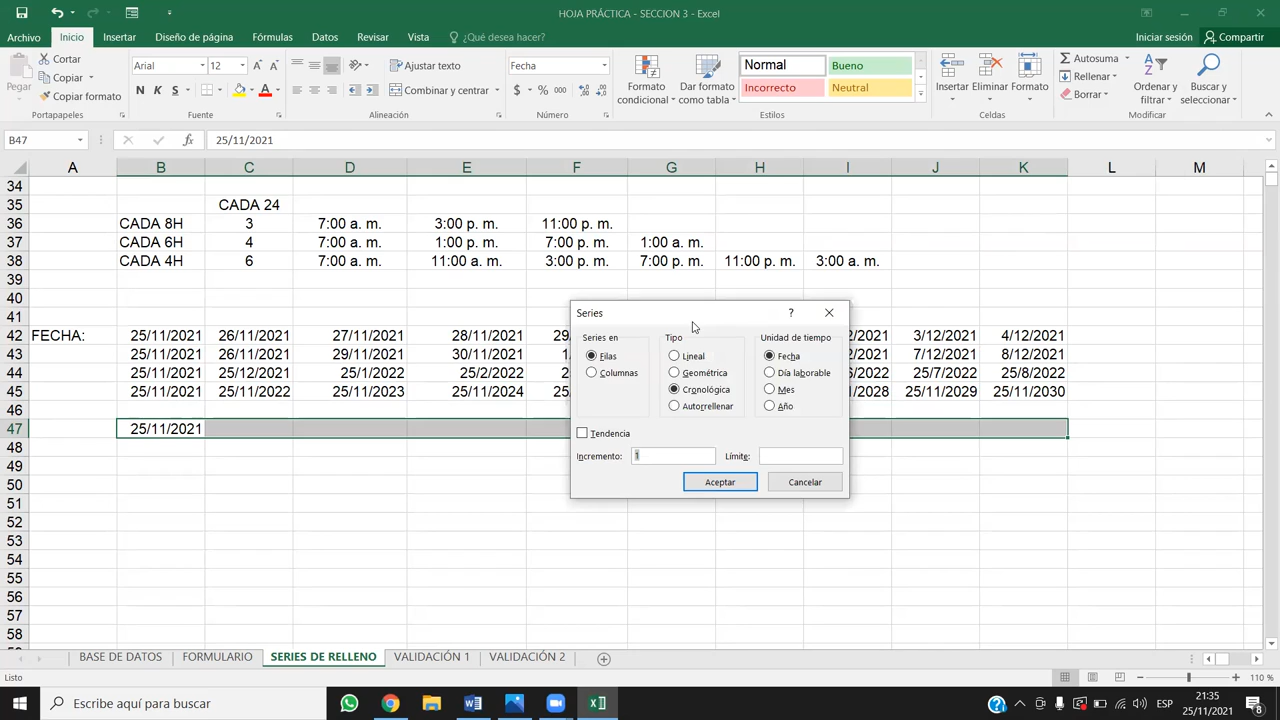 HOJA PRÁCTICA - SECCION 3 - Excel
Archivo Inicio Insertar Diseño de página Fórmulas Datos Revisar Vista ¿Qué desea hacer? Iniciar sesión Compartir
Pegar Cortar Copiar Copiar formato
Arial 12 N K S A
Ajustar texto Combinar y centrar
Fecha $ % 000
Formato condicional Dar formato como tabla
Normal Bueno Incorrecto Neutral
Insertar Eliminar Formato
Autosuma Rellenar Borrar
Ordenar y filtrar Buscar y seleccionar
Portapapeles Fuente Alineación Número Estilos Celdas Modificar
B47 fx 25/11/2021
A B C D E F G H I J K L M
34
35 CADA 24
36 CADA 8H 3 7:00 a. m. 3:00 p. m. 11:00 p. m.
37 CADA 6H 4 7:00 a. m. 1:00 p. m. 7:00 p. m. 1:00 a. m.
38 CADA 4H 6 7:00 a. m. 11:00 a. m. 3:00 p. m. 7:00 p. m. 11:00 p. m. 3:00 a. m.
39
40
41
42 FECHA: 25/11/2021 26/11/2021 27/11/2021 28/11/2021 29 2/2021 3/12/2021 4/12/2021
43 25/11/2021 26/11/2021 29/11/2021 30/11/2021 1/ 2/2021 7/12/2021 8/12/2021
44 25/11/2021 25/12/2021 25/1/2022 25/2/2022 2 6/2022 25/7/2022 25/8/2022
45 25/11/2021 25/11/2022 25/11/2023 25/11/2024 25 11/2028 25/11/2029 25/11/2030
46
47 25/11/2021
48
49
50
51
52
53
54
55
56
57
58
Series ?
Series en
Filas
Columnas
Tipo
Lineal
Geométrica
Cronológica
Autorrellenar
Unidad de tiempo
Fecha
Día laborable
Mes
Año
Tendencia
Incremento: 1 Límite:
Aceptar Cancelar
BASE DE DATOS FORMULARIO SERIES DE RELLENO VALIDACIÓN 1 VALIDACIÓN 2
Listo 110 %
Escribe aquí para buscar
ESP
21:35
25/11/2021
8